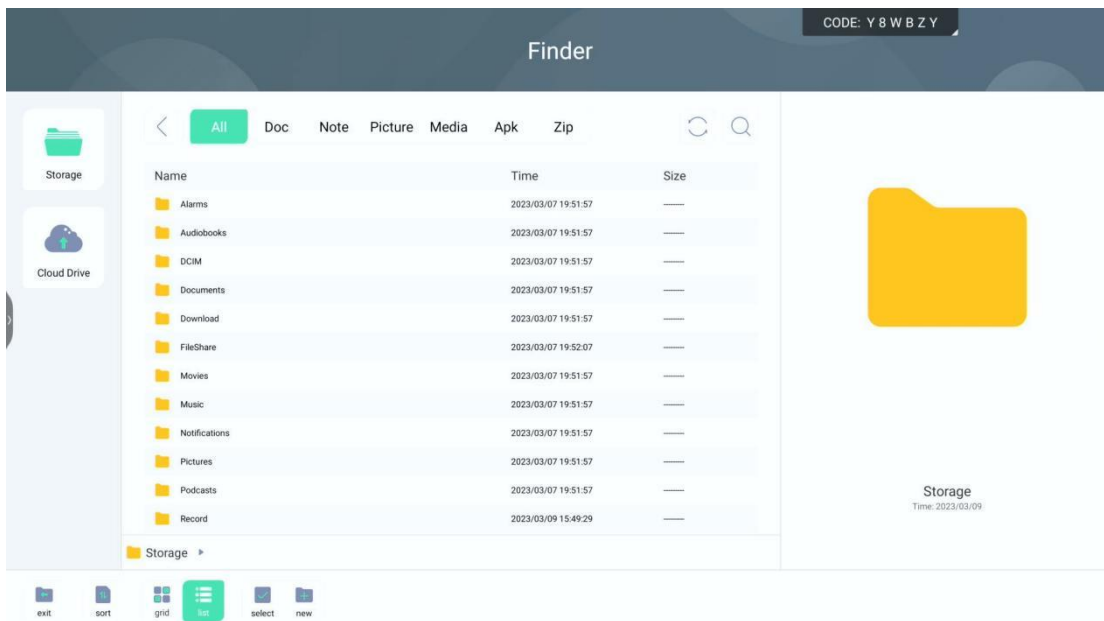 CODE: Y 8 W B Z Y
Finder
Storage
Cloud Drive
All Doc Note Picture Media Apk Zip
Name Time Size
Alarms 2023/03/07 19:51:57 ——
Audiobooks 2023/03/07 19:51:57 ——
DCIM 2023/03/07 19:51:57 ——
Documents 2023/03/07 19:51:57 ——
Download 2023/03/07 19:51:57 ——
FileShare 2023/03/07 19:52:07 ——
Movies 2023/03/07 19:51:57 ——
Music 2023/03/07 19:51:57 ——
Notifications 2023/03/07 19:51:57 ——
Pictures 2023/03/07 19:51:57 ——
Podcasts 2023/03/07 19:51:57 ——
Record 2023/03/09 15:49:29 ——
Storage
Storage
Time: 2023/03/09
exit sort grid list select new